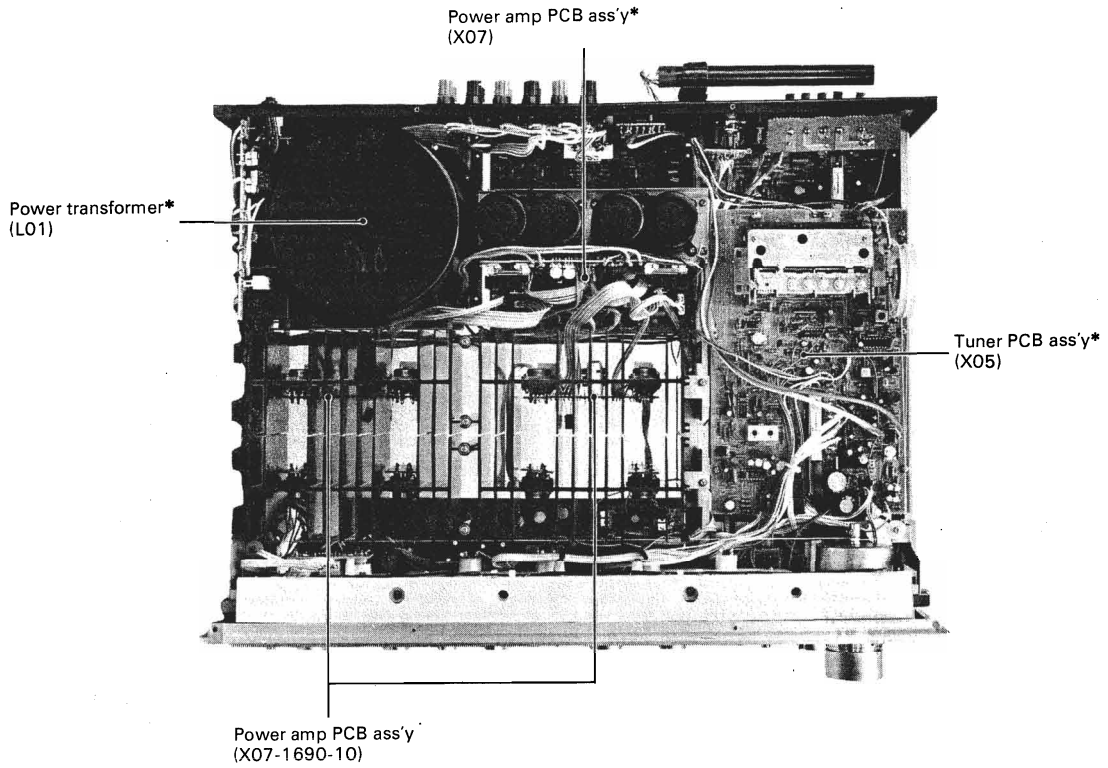 Power amp PCB ass'y*
(X07)
Power transformer*
(L01)
Tuner PCB ass'y*
(X05)
Power amp PCB ass'y
(X07-1690-10)